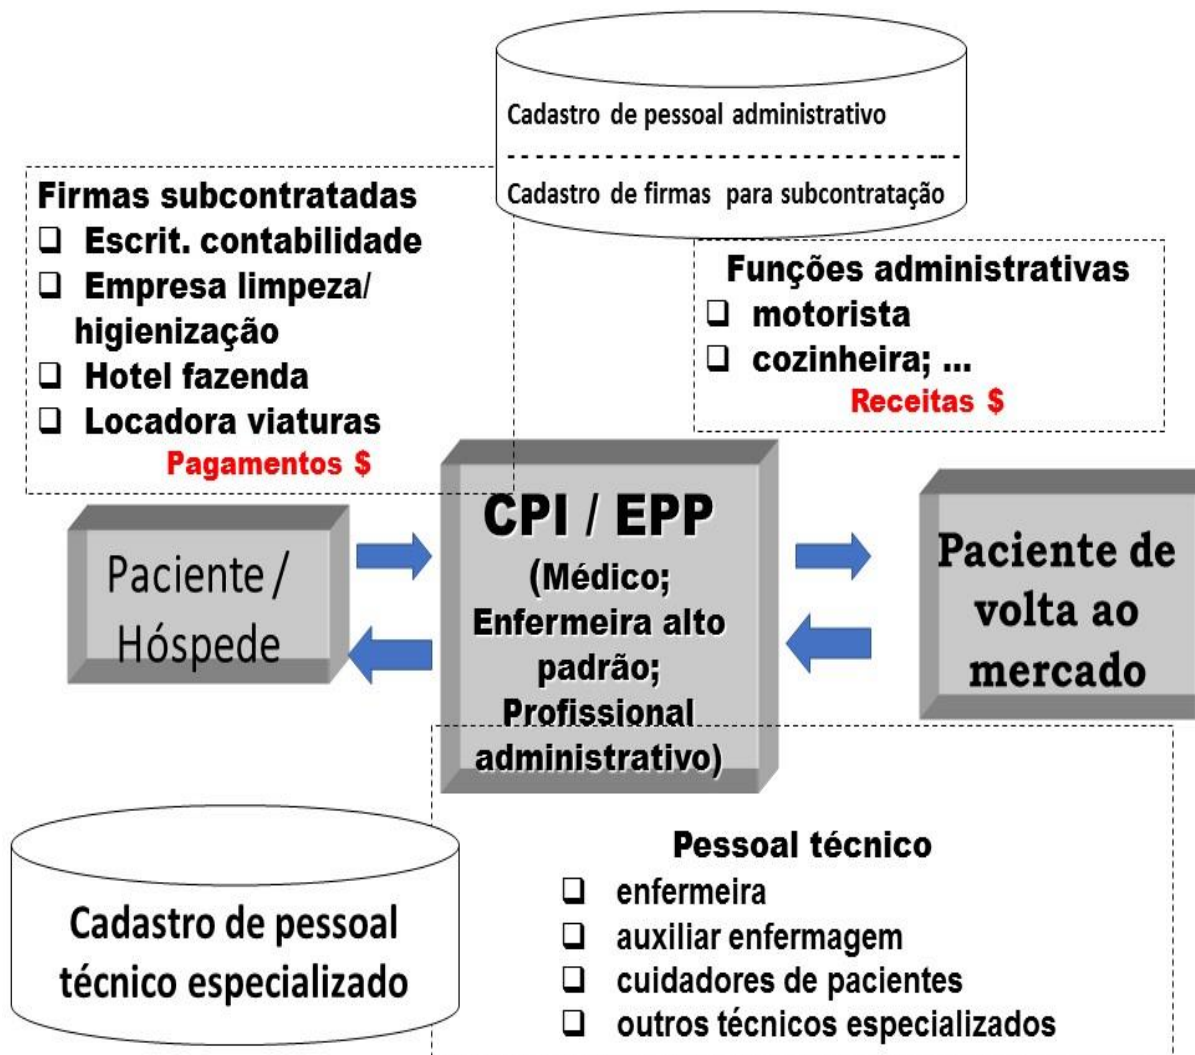 Cadastro de pessoal administrativo
Cadastro de firmas para subcontratação
Firmas subcontratadas
❑ Escrit. contabilidade
❑ Empresa limpeza/
higienização
❑ Hotel fazenda
❑ Locadora viaturas
Pagamentos $
Funções administrativas
❑ motorista
❑ cozinheira; ...
Receitas $
Paciente /
Hóspede
CPI / EPP
(Médico;
Enfermeira alto
padrão;
Profissional
administrativo)
Paciente de
volta ao
mercado
Cadastro de pessoal
técnico especializado
Pessoal técnico
❑ enfermeira
❑ auxiliar enfermagem
❑ cuidadores de pacientes
❑ outros técnicos especializados